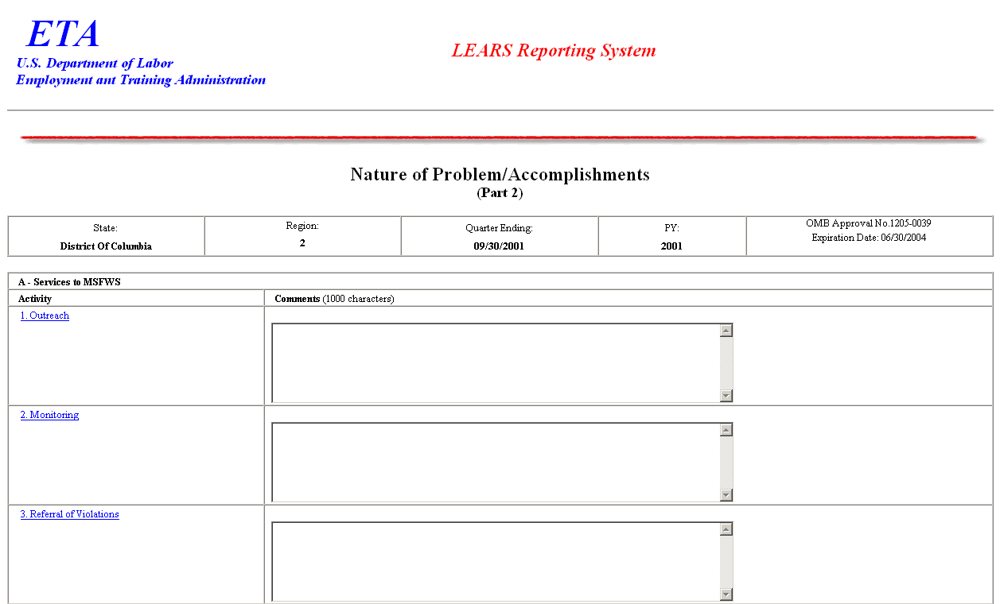 ETA
U.S. Department of Labor
Employment ant Training Administration
LEARS Reporting System
Nature of Problem/Accomplishments
(Part 2)
State:
District Of Columbia
Region:
2
Quarter Ending:
09/30/2001
PY:
2001
OMB Approval No.1205-0039
Expiration Date: 06/30/2004
A - Services to MSFWS
Activity
Comments (1000 characters)
1. Outreach
2. Monitoring
3. Referral of Violations